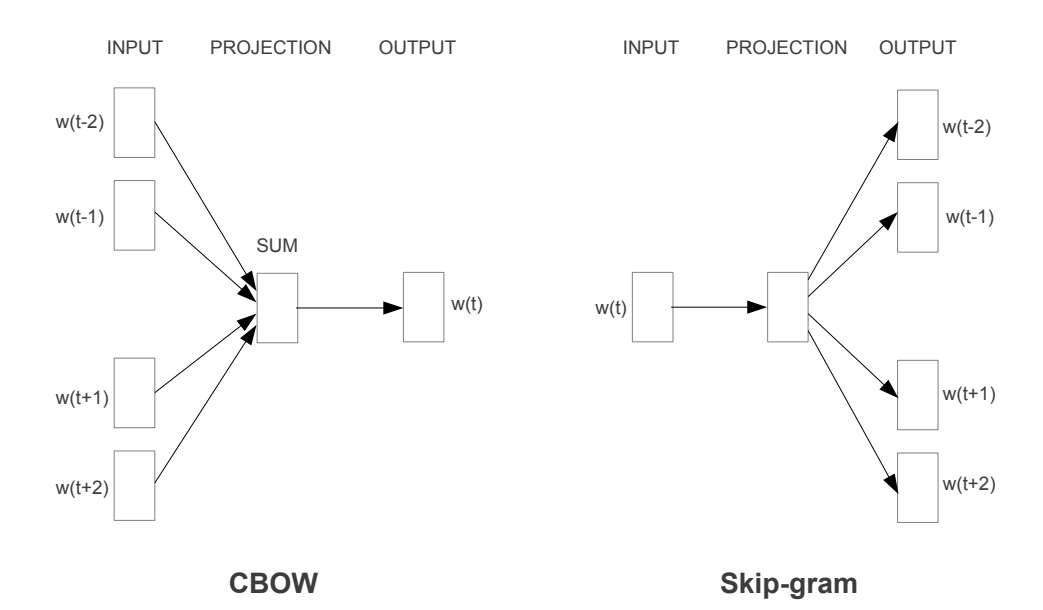 INPUT PROJECTION OUTPUT
w(t-2)
w(t-1)
SUM
w(t)
w(t+1)
w(t+2)
CBOW
INPUT PROJECTION OUTPUT
w(t-2)
w(t-1)
w(t)
w(t+1)
w(t+2)
Skip-gram